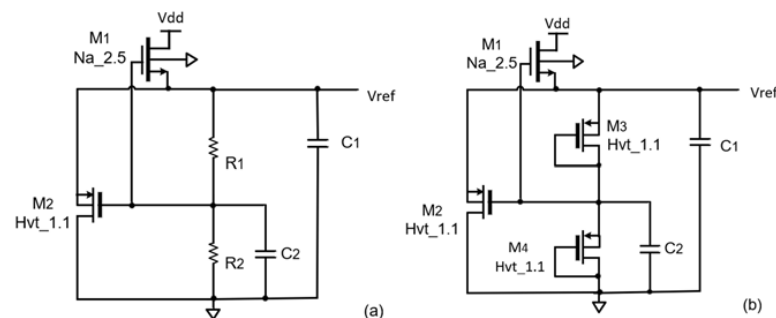 Vdd
M1
Na_2.5
Vref
R1
C1
M2
Hvt_1.1
R2
C2
(a)
Vdd
M1
Na_2.5
Vref
M3
Hvt_1.1
C1
M2
Hvt_1.1
M4
Hvt_1.1
C2
(b)